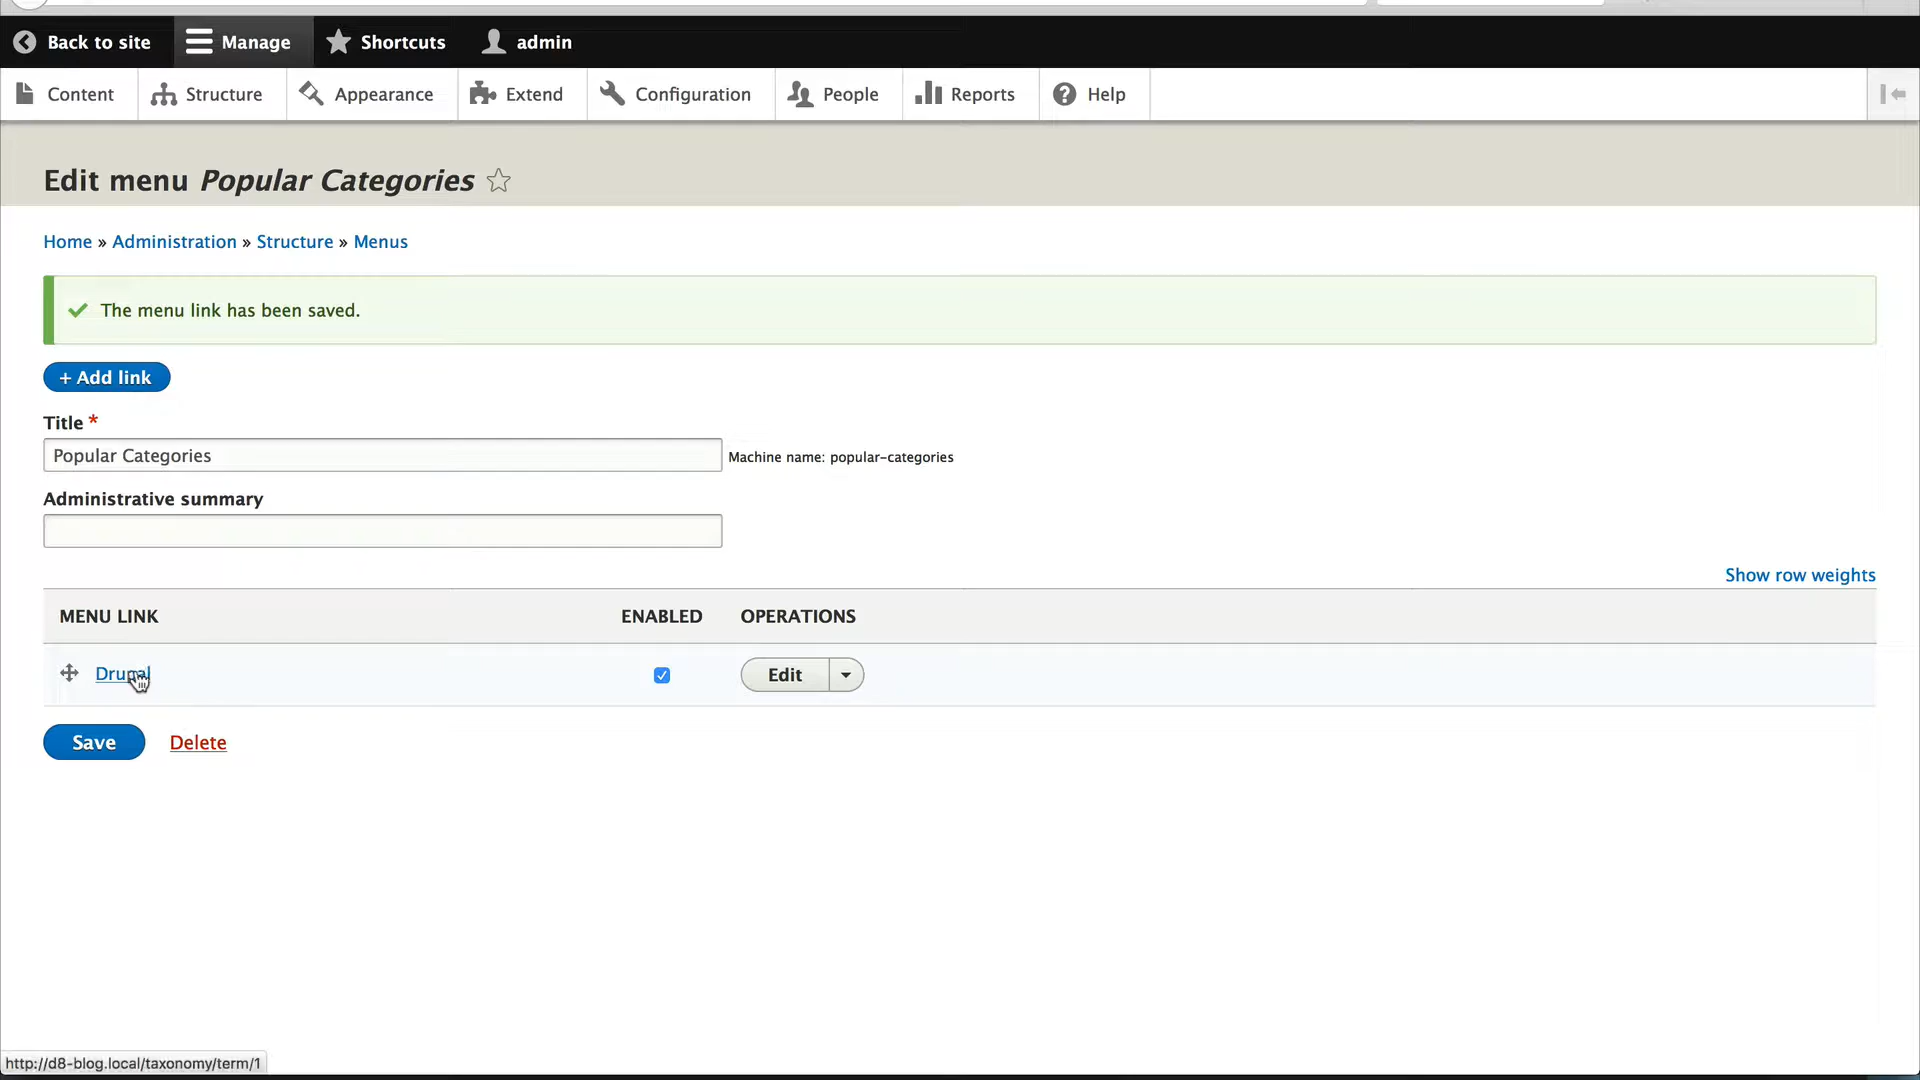 Back to site Manage Shortcuts admin
Content Structure Appearance Extend Configuration People Reports Help
Edit menu Popular Categories
Home » Administration » Structure » Menus
The menu link has been saved.
+ Add link
Title *
Popular Categories Machine name: popular-categories
Administrative summary
Show row weights
MENU LINK ENABLED OPERATIONS
Drupal Edit
Save Delete
http://d8-blog.local/taxonomy/term/1